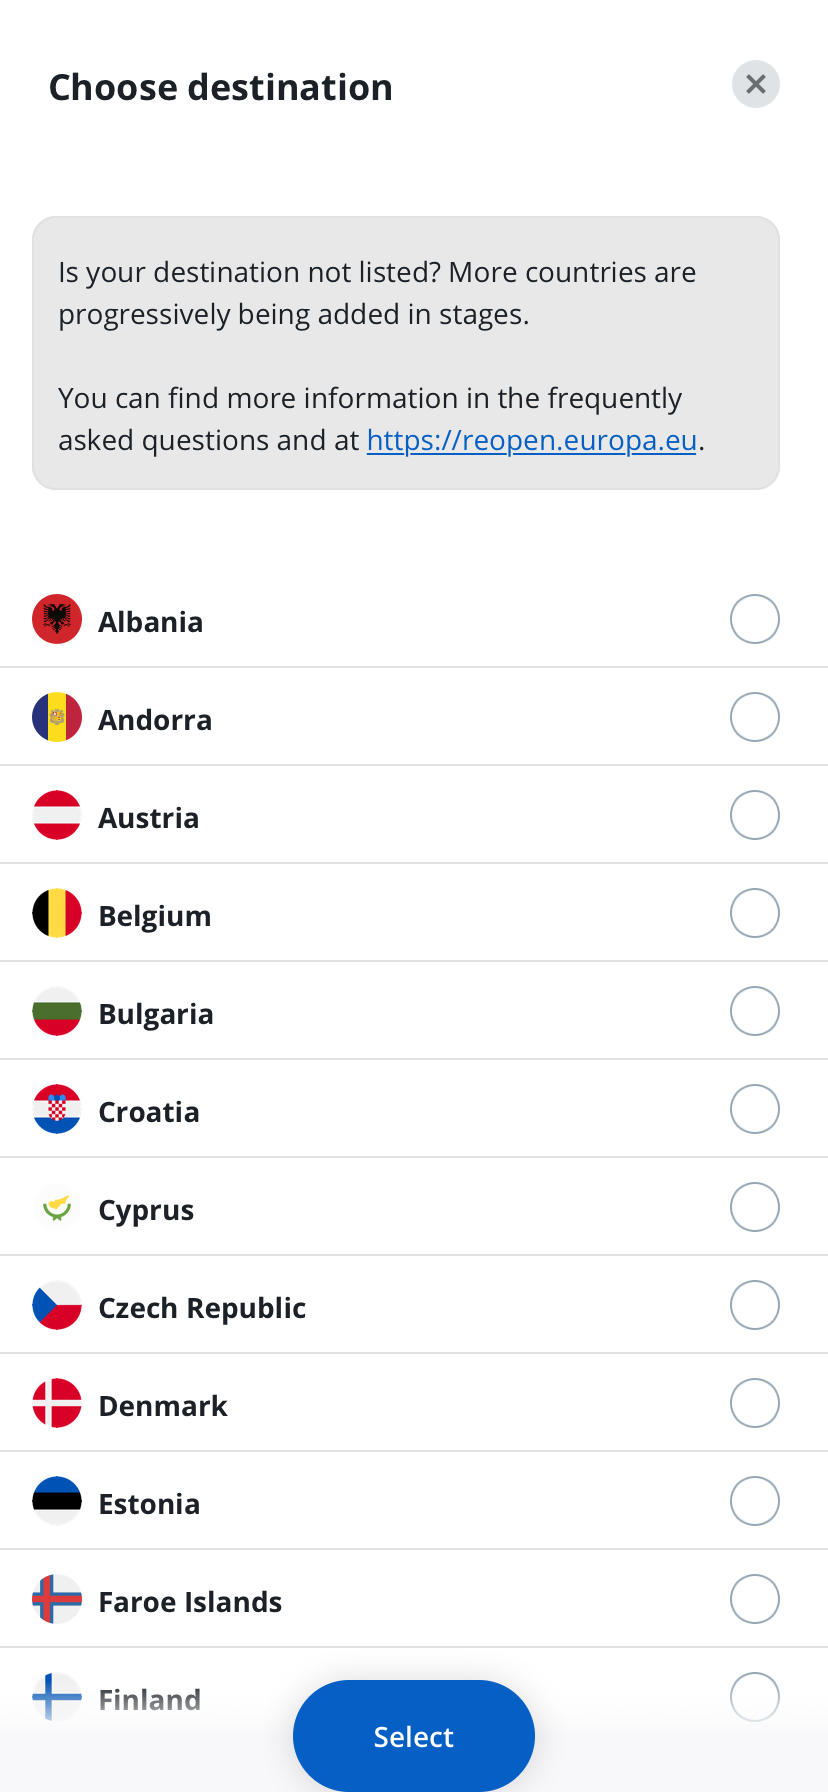 Choose destination
Is your destination not listed? More countries are
progressively being added in stages.
You can find more information in the frequently
asked questions and at https://reopen.europa.eu.
Albania
Andorra
Austria
Belgium
Bulgaria
Croatia
Cyprus
Czech Republic
Denmark
Estonia
Faroe Islands
Finland
Select